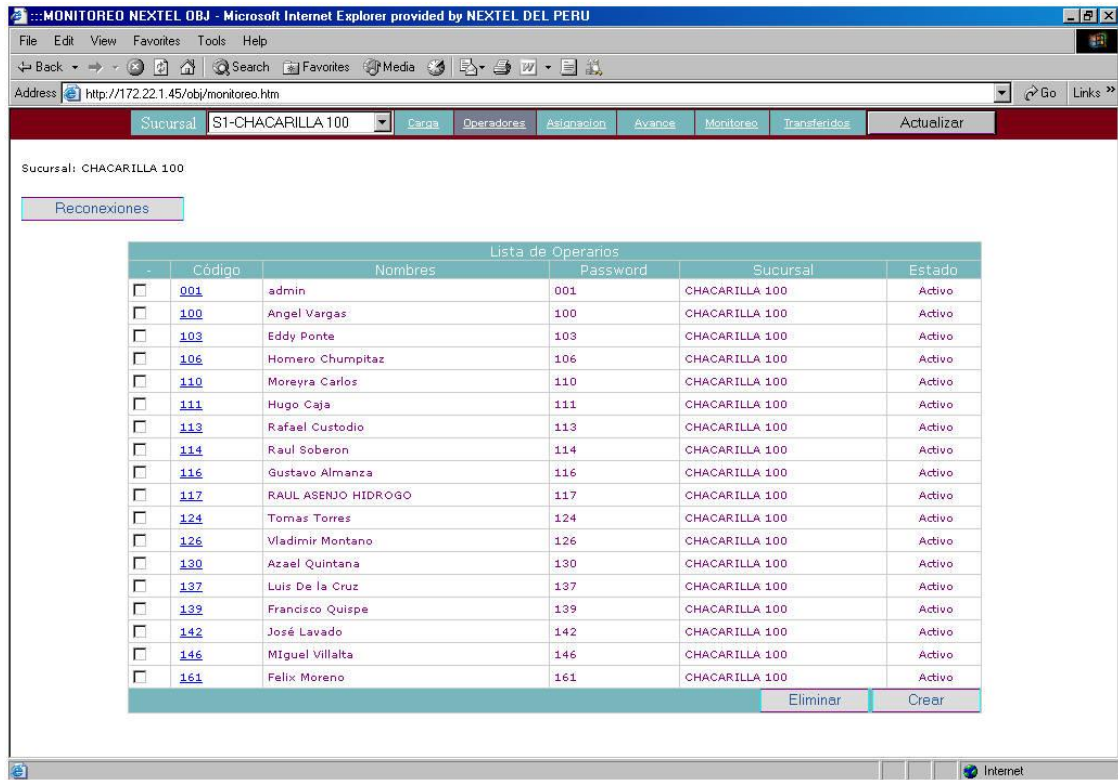 :::MONITOREO NEXTEL OBJ - Microsoft Internet Explorer provided by NEXTEL DEL PERU
File Edit View Favorites Tools Help
Back Search Favorites Media
Address http://172.22.1.45/obj/monitoreo.htm Go Links »
Sucursal S1-CHACARILLA 100 Carga Operadores Asignacion Avance Monitoreo Transferidos Actualizar
Sucursal: CHACARILLA 100
Reconexiones
Lista de Operarios
- Código Nombres Password Sucursal Estado
001 admin 001 CHACARILLA 100 Activo
100 Angel Vargas 100 CHACARILLA 100 Activo
103 Eddy Ponte 103 CHACARILLA 100 Activo
106 Homero Chumpitaz 106 CHACARILLA 100 Activo
110 Moreyra Carlos 110 CHACARILLA 100 Activo
111 Hugo Caja 111 CHACARILLA 100 Activo
113 Rafael Custodio 113 CHACARILLA 100 Activo
114 Raul Soberon 114 CHACARILLA 100 Activo
116 Gustavo Almanza 116 CHACARILLA 100 Activo
117 RAUL ASENJO HIDROGO 117 CHACARILLA 100 Activo
124 Tomas Torres 124 CHACARILLA 100 Activo
126 Vladimir Montano 126 CHACARILLA 100 Activo
130 Azael Quintana 130 CHACARILLA 100 Activo
137 Luis De la Cruz 137 CHACARILLA 100 Activo
139 Francisco Quispe 139 CHACARILLA 100 Activo
142 José Lavado 142 CHACARILLA 100 Activo
146 MIguel Villalta 146 CHACARILLA 100 Activo
161 Felix Moreno 161 CHACARILLA 100 Activo
Eliminar Crear
Internet